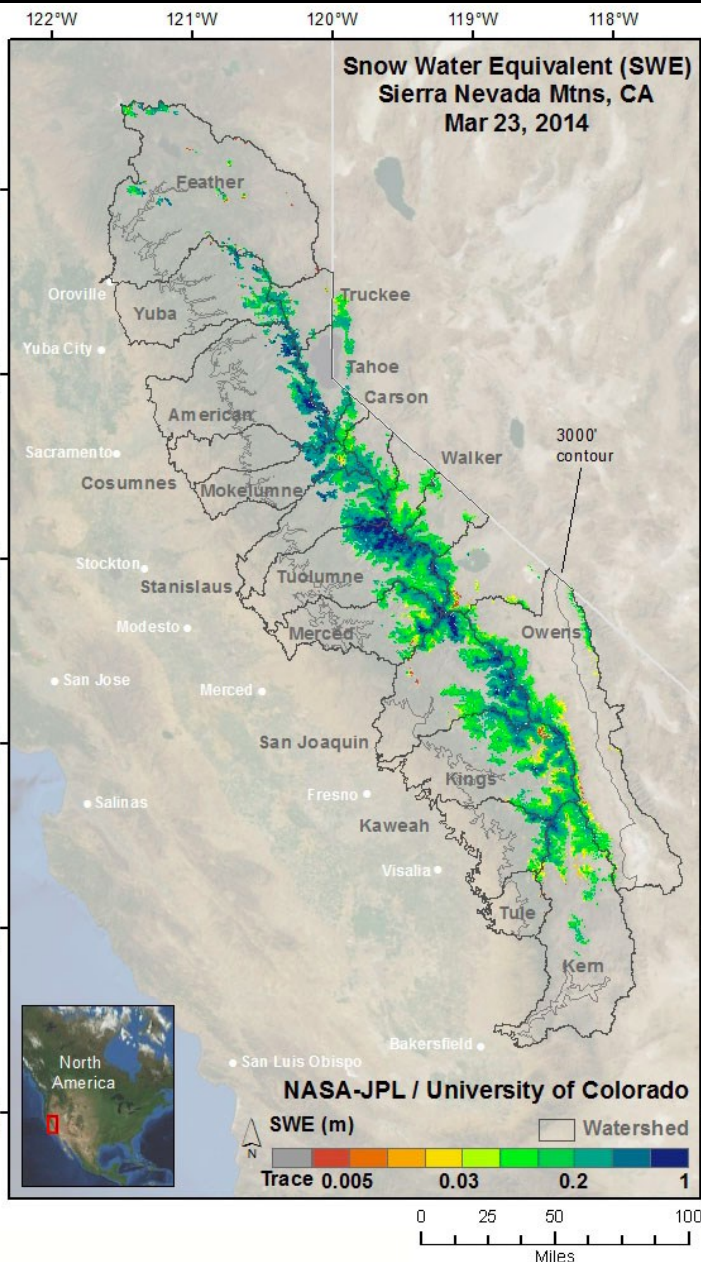 122°W 121°W 120°W 119°W 118°W
Snow Water Equivalent (SWE)
Sierra Nevada Mtns, CA
Mar 23, 2014
Feather
Oroville
Truckee
Yuba
Yuba City
Tahoe
Carson
American
3000'
contour
Sacramento
Walker
Cosumnes
Mokelumne
Stockton
Tuolumne
Stanislaus
Modesto
Merced
Owens
San Jose
Merced
San Joaquin
Kings
Fresno
Salinas
Kaweah
Visalia
Tule
Kern
Bakersfield
North
America
San Luis Obispo
NASA-JPL / University of Colorado
N
SWE (m)
Watershed
Trace 0.005 0.03 0.2 1
0 25 50 100
Miles